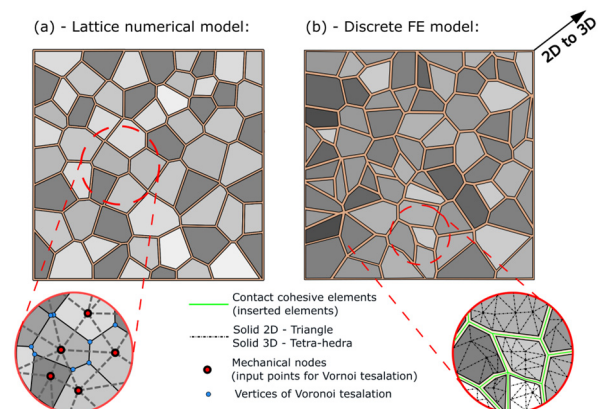 (a) - Lattice numerical model:
(b) - Discrete FE model:
2D to 3D
Contact cohesive elements
(inserted elements)
Solid 2D - Triangle
Solid 3D - Tetra-hedra
Mechanical nodes
(input points for Vornoi tesalation)
Vertices of Voronoi tesalation